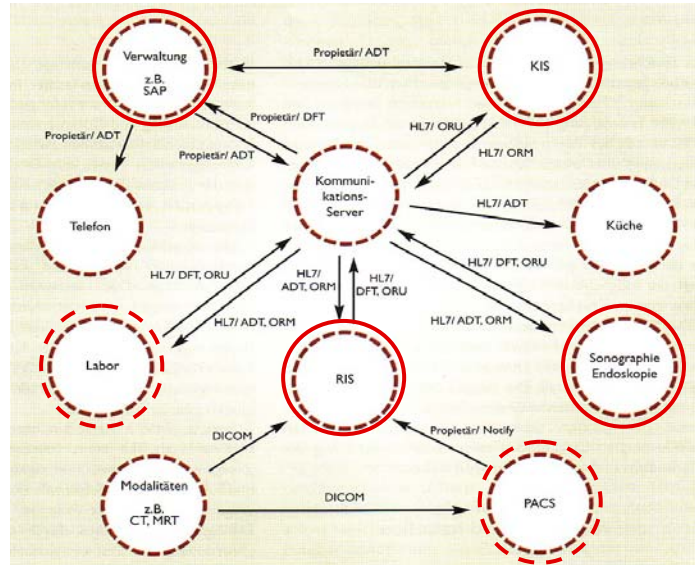 Verwaltung
z.B.
SAP
Propietär/ ADT
KIS
Propietär/ DFT
Propietär/ ADT
Propietär/ ADT
HL7/ ORU
HL7/ ORM
Kommuni-
kations-
Server
HL7/ ADT
Telefon
Küche
HL7/ DFT, ORU
HL7/ ADT, ORM
HL7/
ADT, ORM
HL7/
DFT, ORU
HL7/ DFT, ORU
HL7/ ADT, ORM
Labor
RIS
Sonographie
Endoskopie
DICOM
Propietär/ Notify
Modalitäten
z.B.
CT, MRT
DICOM
PACS